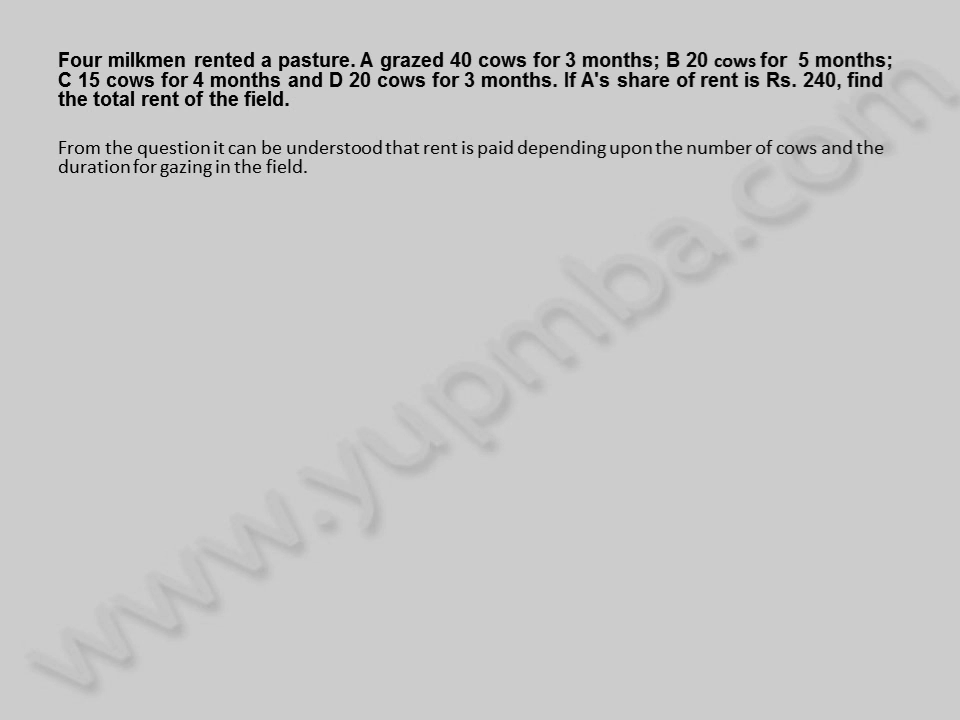 Four milkmen rented a pasture. A grazed 40 cows for 3 months; B 20 cows for 5 months;
C 15 cows for 4 months and D 20 cows for 3 months. If A's share of rent is Rs. 240, find
the total rent of the field.
From the question it can be understood that rent is paid depending upon the number of cows and the
duration for gazing in the field.
www.yupmba.com